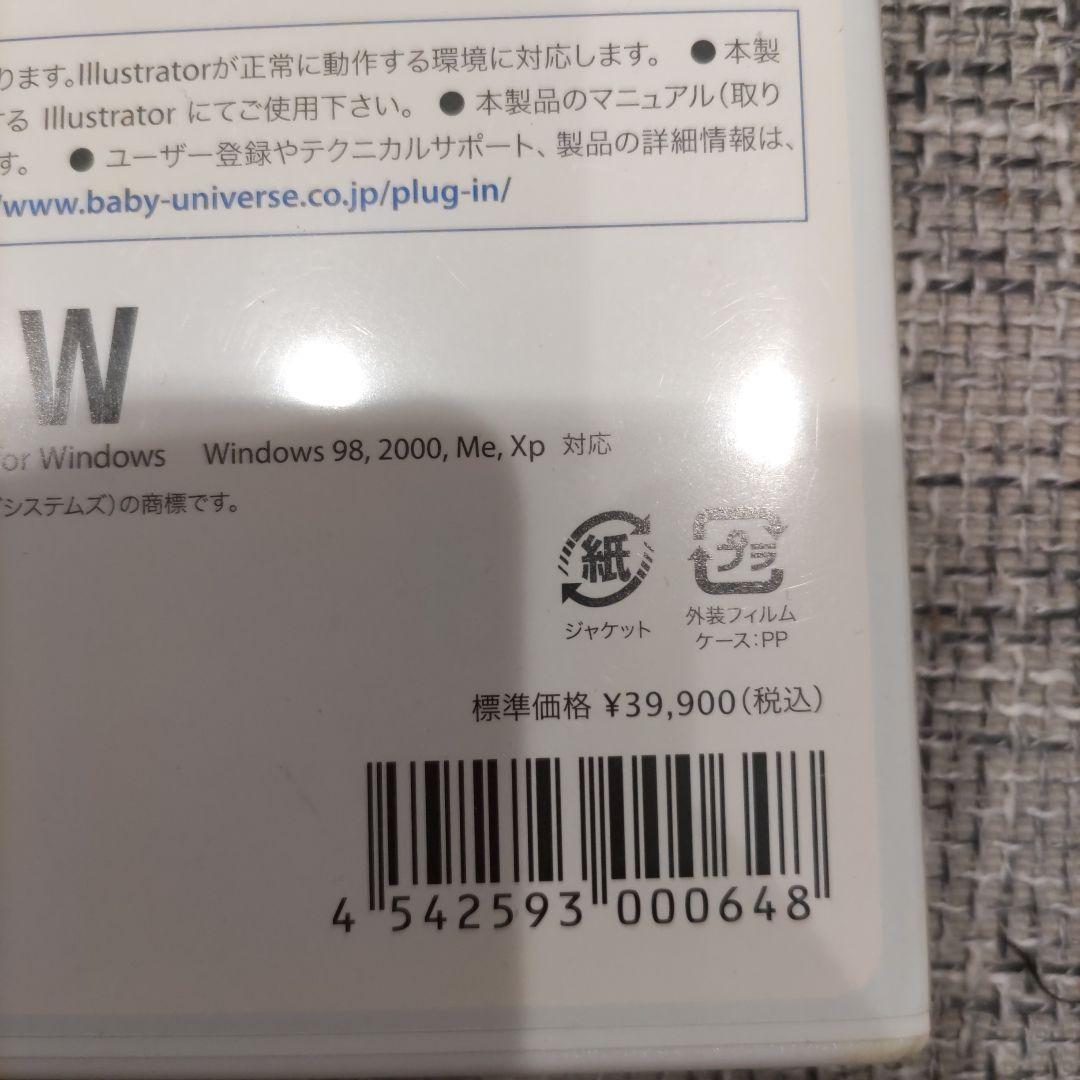 ります。Illustratorが正常に動作する環境に対応します。 ●本製
する Illustrator にてご使用下さい。 ●本製品のマニュアル（取り
す。 ●ユーザー登録やテクニカルサポート、製品の詳細情報は、
/www.baby-universe.co.jp/plug-in/
W
for Windows Windows 98, 2000, Me, Xp 対応
システムズ）の商標です。
紙 プラ
ジャケット 外装フィルム
ケース：PP
標準価格 ¥39,900（税込）
4 542593 000648